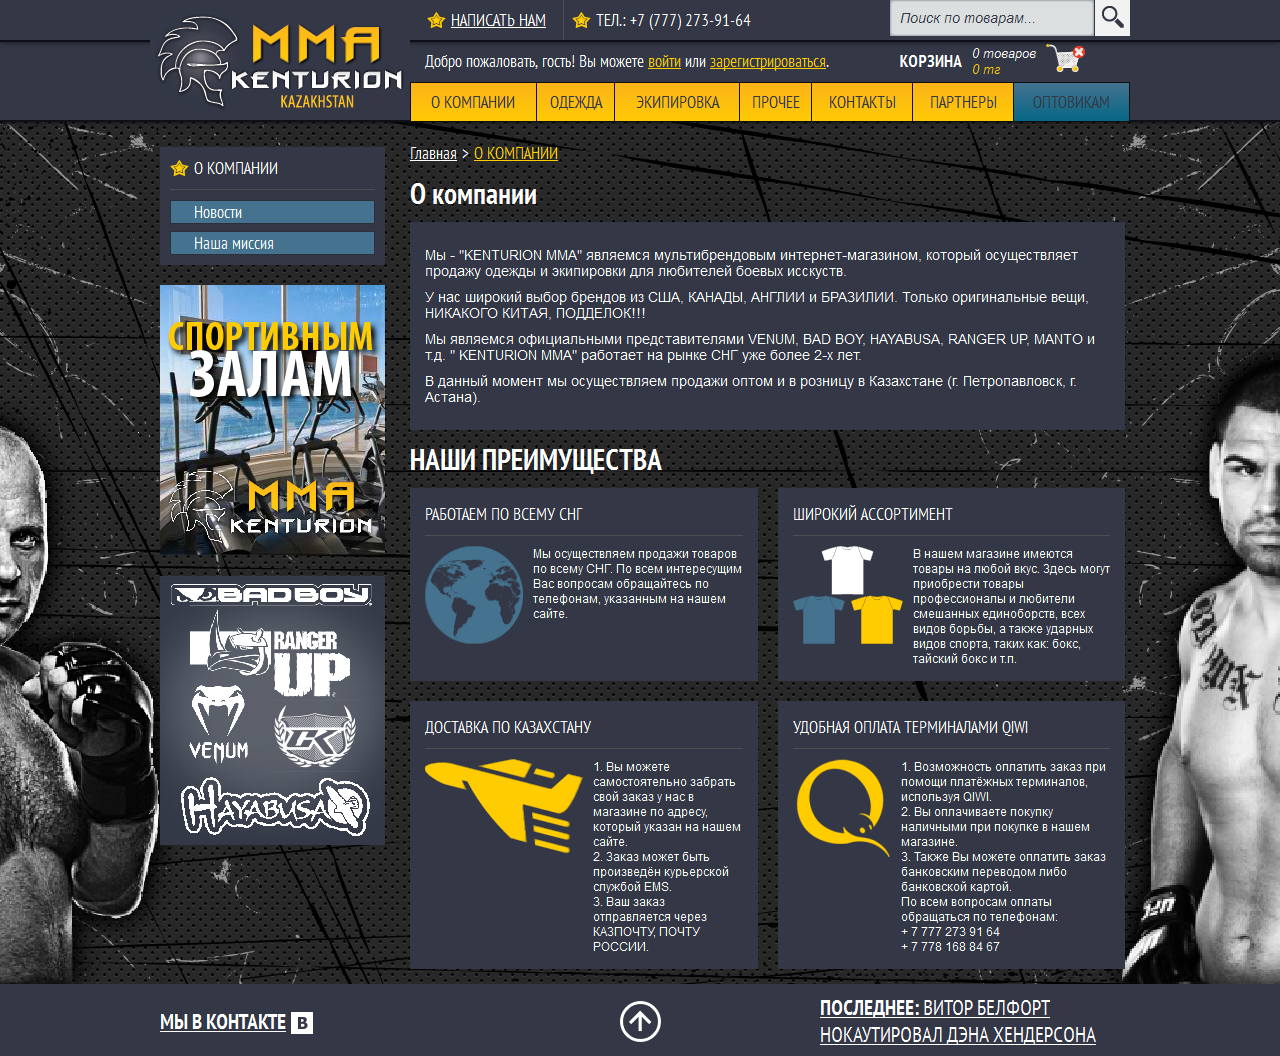 MMA
KENTURION
KAZAKHSTAN
НАПИСАТЬ НАМ
ТЕЛ.: +7 (777) 273-91-64
Поиск по товарам...
Добро пожаловать, гость! Вы можете войти или зарегистрироваться.
КОРЗИНА
0 товаров
0 тг
О КОМПАНИИ ОДЕЖДА ЭКИПИРОВКА ПРОЧЕЕ КОНТАКТЫ ПАРТНЕРЫ ОПТОВИКАМ
О КОМПАНИИ
Новости
Наша миссия
СПОРТИВНЫМ
ЗАЛАМ
MMA
KENTURION
BAD BOY
RANGER
UP
VENUM
CK
HAYABUSA
Главная > О КОМПАНИИ
О компании
Мы - "KENTURION MMA" являемся мультибрендовым интернет-магазином, который осуществляет
продажу одежды и экипировки для любителей боевых исскуств.
У нас широкий выбор брендов из США, КАНАДЫ, АНГЛИИ и БРАЗИЛИИ. Только оригинальные вещи,
НИКАКОГО КИТАЯ, ПОДДЕЛОК!!!
Мы являемся официальными представителями VENUM, BAD BOY, HAYABUSA, RANGER UP, MANTO и
т.д. " KENTURION MMA" работает на рынке СНГ уже более 2-х лет.
В данный момент мы осуществляем продажи оптом и в розницу в Казахстане (г. Петропавловск, г.
Астана).
НАШИ ПРЕИМУЩЕСТВА
РАБОТАЕМ ПО ВСЕМУ СНГ
Мы осуществляем продажи товаров
по всему СНГ. По всем интересущим
Вас вопросам обращайтесь по
телефонам, указанным на нашем
сайте.
ШИРОКИЙ АССОРТИМЕНТ
В нашем магазине имеются
товары на любой вкус. Здесь могут
приобрести товары
профессионалы и любители
смешанных единоборств, всех
видов борьбы, а также ударных
видов спорта, таких как: бокс,
тайский бокс и т.п.
ДОСТАВКА ПО КАЗАХСТАНУ
1. Вы можете
самостоятельно забрать
свой заказ у нас в
магазине по адресу,
который указан на нашем
сайте.
2. Заказ может быть
произведён курьерской
службой EMS.
3. Ваш заказ
отправляется через
КАЗПОЧТУ, ПОЧТУ
РОССИИ.
УДОБНАЯ ОПЛАТА ТЕРМИНАЛАМИ QIWI
1. Возможность оплатить заказ при
помощи платёжных терминалов,
используя QIWI.
2. Вы оплачиваете покупку
наличными при покупке в нашем
магазине.
3. Также Вы можете оплатить заказ
банковским переводом либо
банковской картой.
По всем вопросам оплаты
обращаться по телефонам:
+ 7 777 273 91 64
+ 7 778 168 84 67
МЫ В КОНТАКТЕ В
ПОСЛЕДНЕЕ: ВИТОР БЕЛФОРТ
НОКАУТИРОВАЛ ДЭНА ХЕНДЕРСОНА